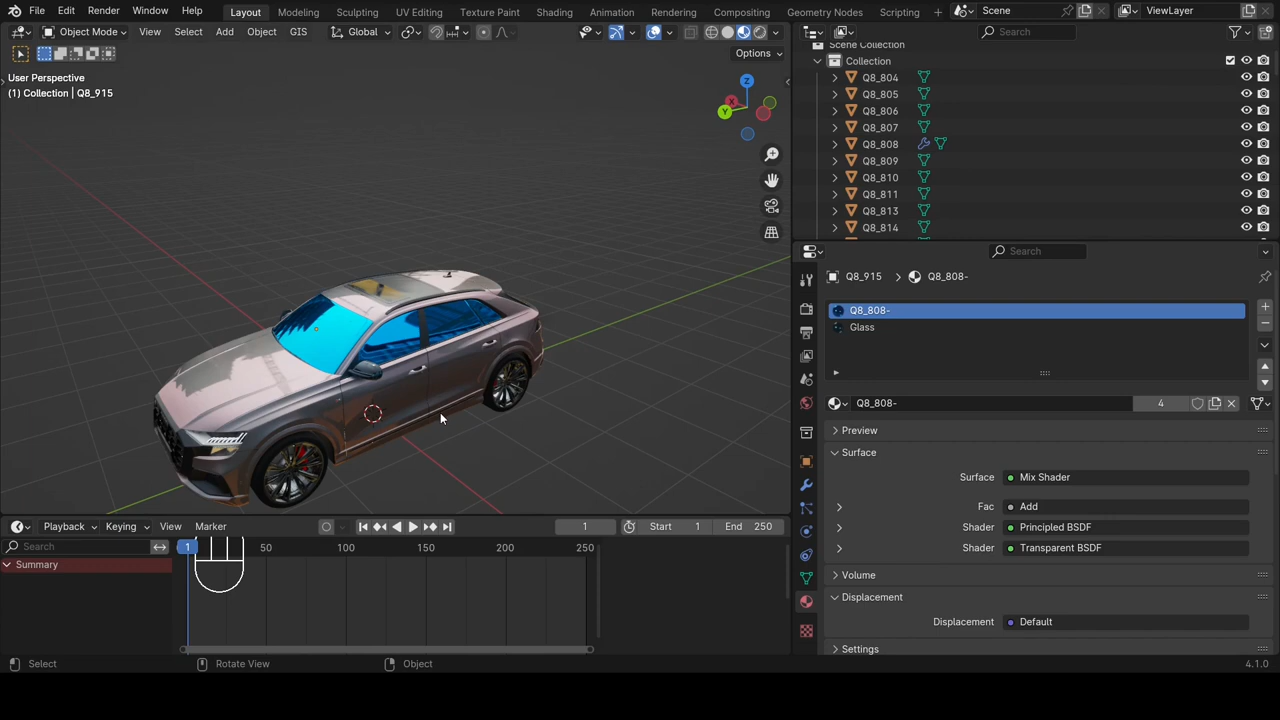 File Edit Render Window Help Layout Modeling Sculpting UV Editing Texture Paint Shading Animation Rendering Compositing Geometry Nodes Scripting + Scene ViewLayer
Object Mode View Select Add Object GIS Global Search
Options
User Perspective
(1) Collection | Q8_915
Z
X
Y
Scene Collection
Collection
Q8_804
Q8_805
Q8_806
Q8_807
Q8_808
Q8_809
Q8_810
Q8_811
Q8_813
Q8_814
Search
Q8_915 > Q8_808-
Q8_808-
Glass
Q8_808- 4
Preview
Surface
Surface Mix Shader
Fac Add
Shader Principled BSDF
Shader Transparent BSDF
Volume
Displacement
Displacement Default
Settings
Playback Keying View Marker 1 Start 1 End 250
Search 1 50 100 150 200 250
Summary
Select Rotate View Object 4.1.0